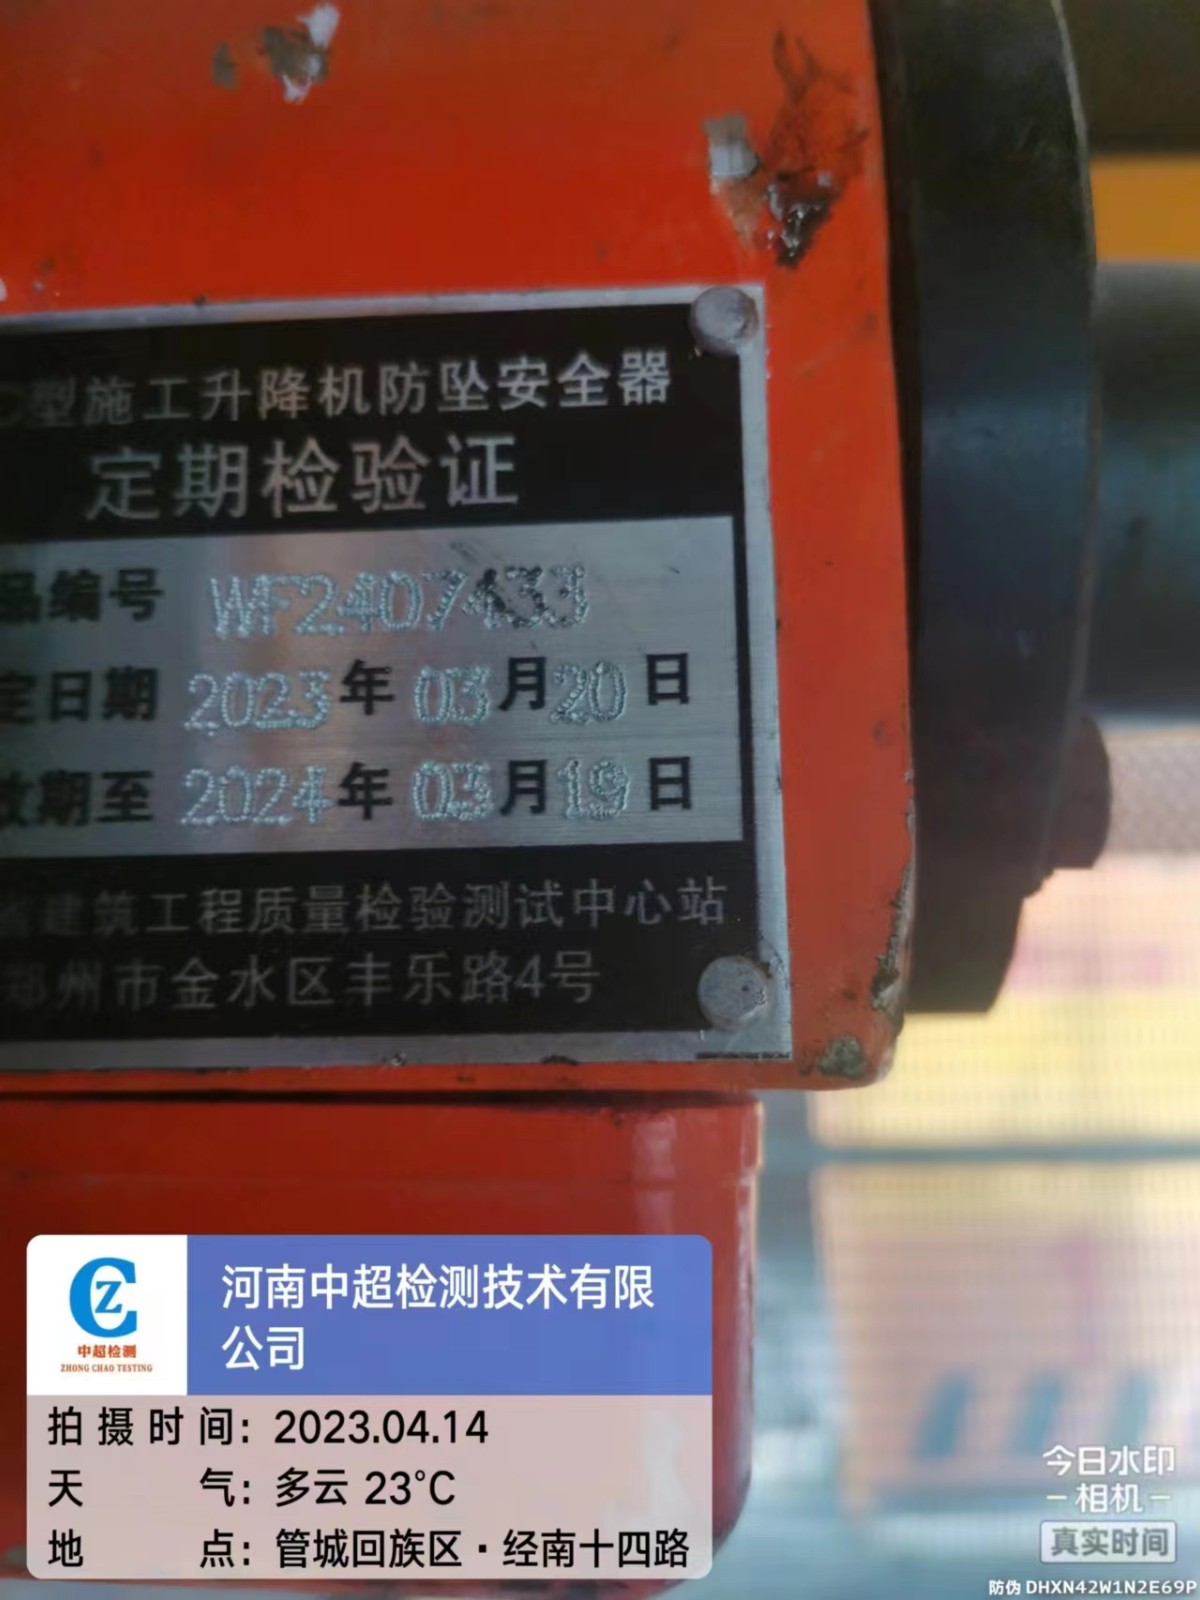 C型施工升降机防坠安全器
定期检验证
品编号 WF2407433
定日期 2023年03月20日
效期至 2024年03月19日
省建筑工程质量检验测试中心站
郑州市金水区丰乐路4号
CZ
中超检测
ZHONG CHAO TESTING
河南中超检测技术有限
公司
拍摄时间：2023.04.14
天气：多云 23°C
地点：管城回族区·经南十四路
今日水印
相机
真实时间
防伪 DHXN42W1N2E69P